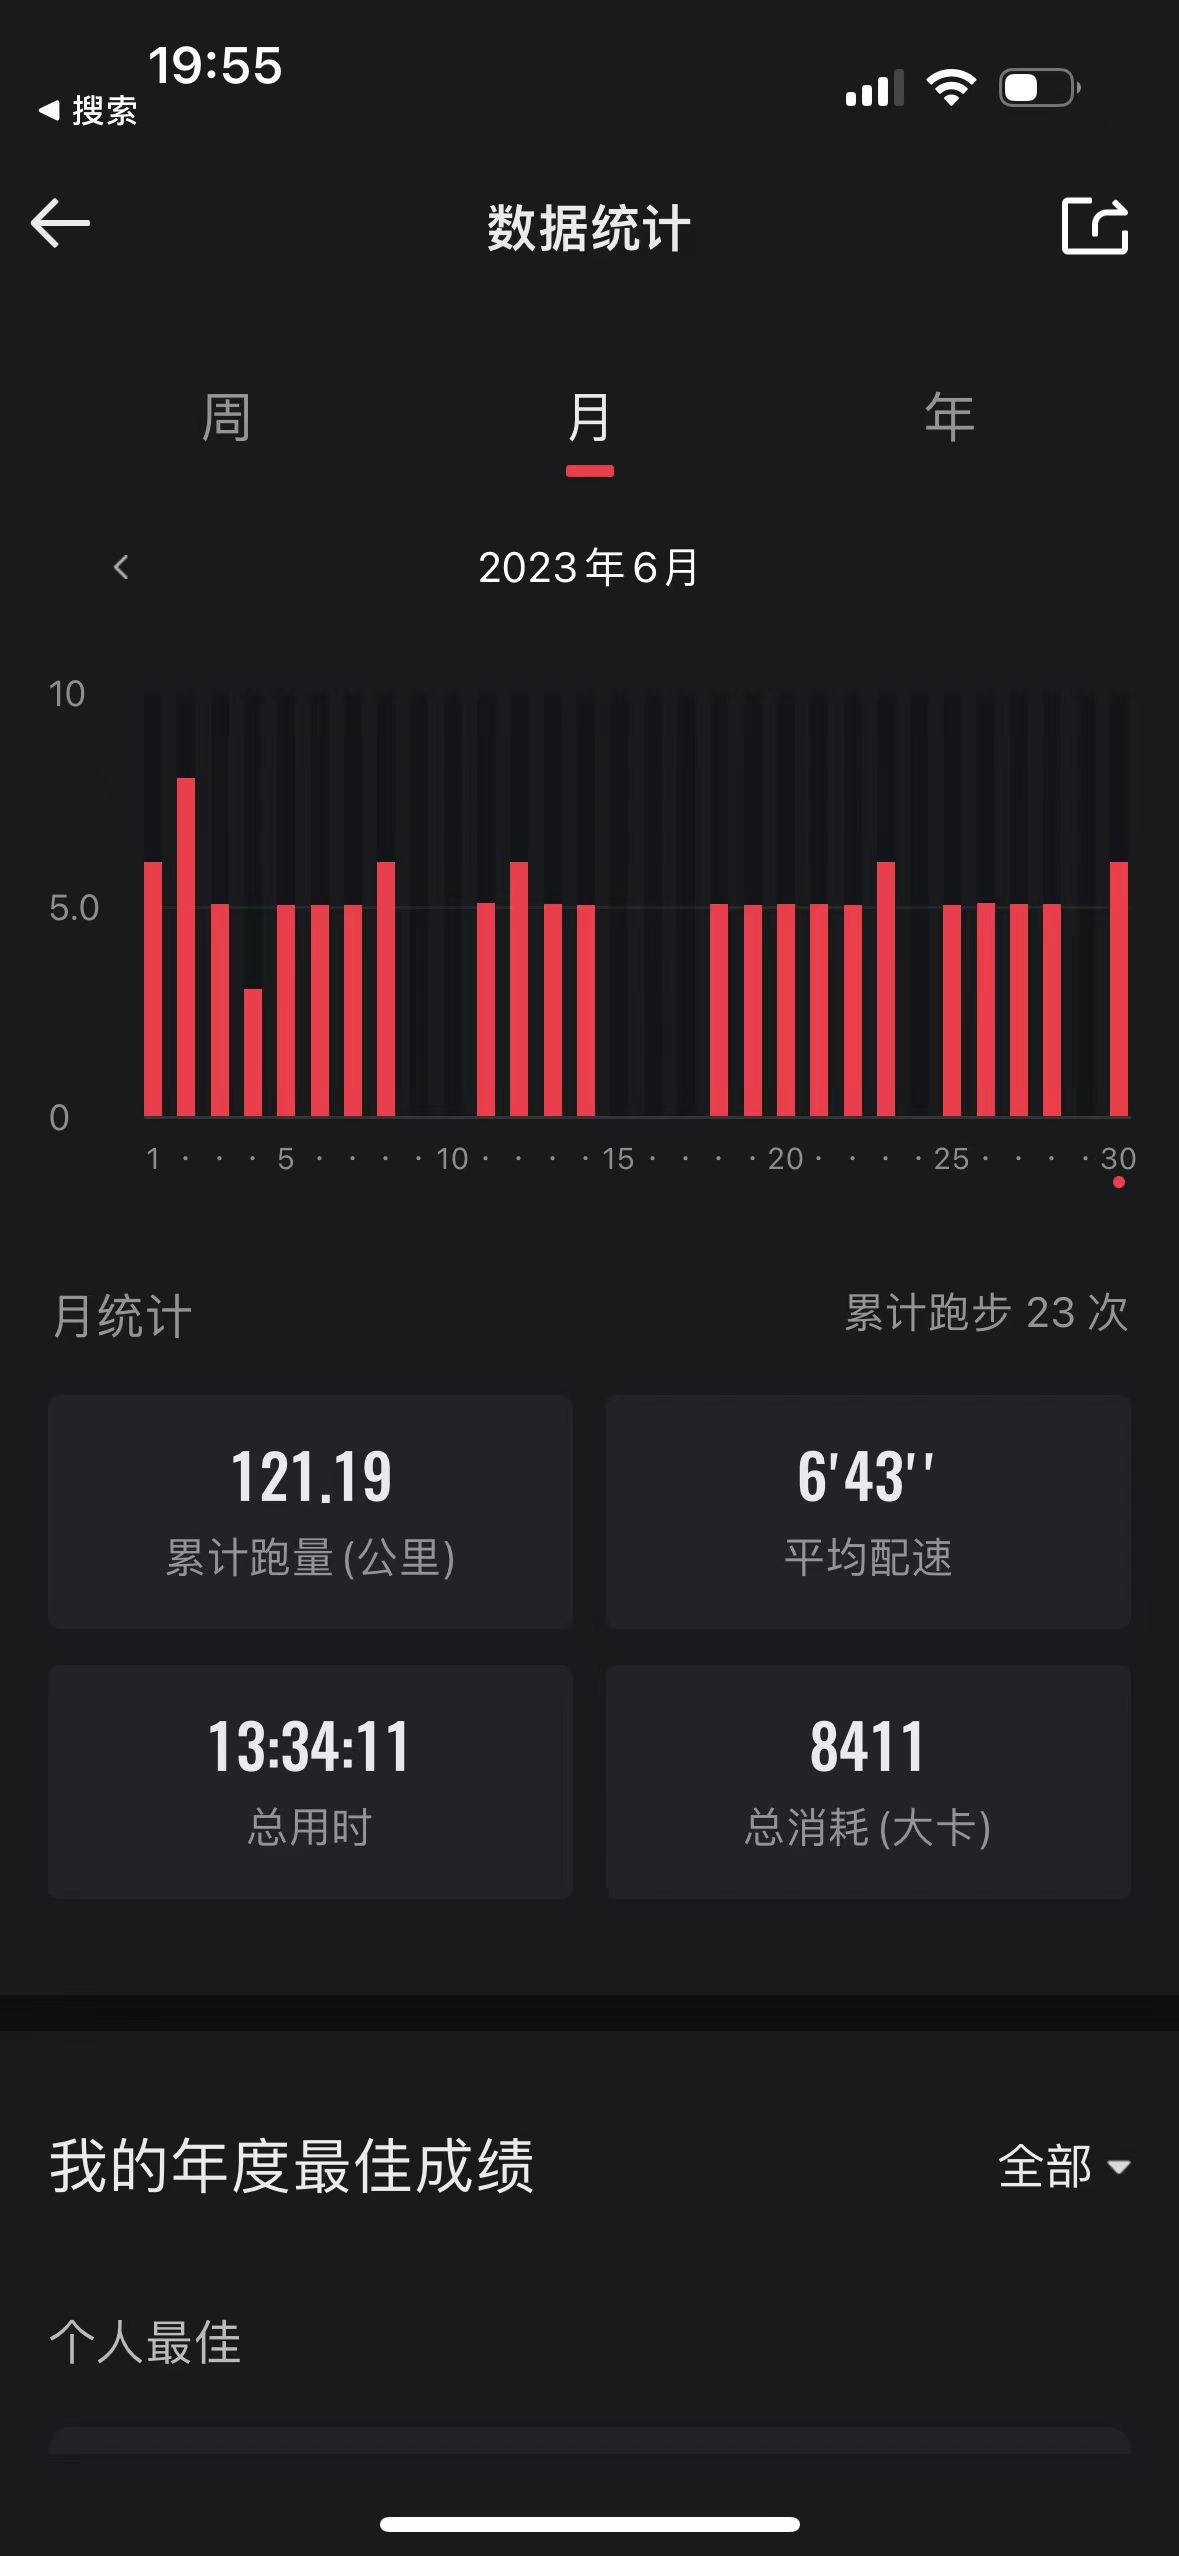 19:55
搜索
数据统计
周 月 年
2023年6月
10
5.0
0
1 · · · 5 · · · · 10 · · · · 15 · · · · 20 · · · · 25 · · · · 30
月统计 累计跑步 23 次
121.19 6'43''
累计跑量(公里) 平均配速
13:34:11 8411
总用时 总消耗(大卡)
我的年度最佳成绩 全部
个人最佳